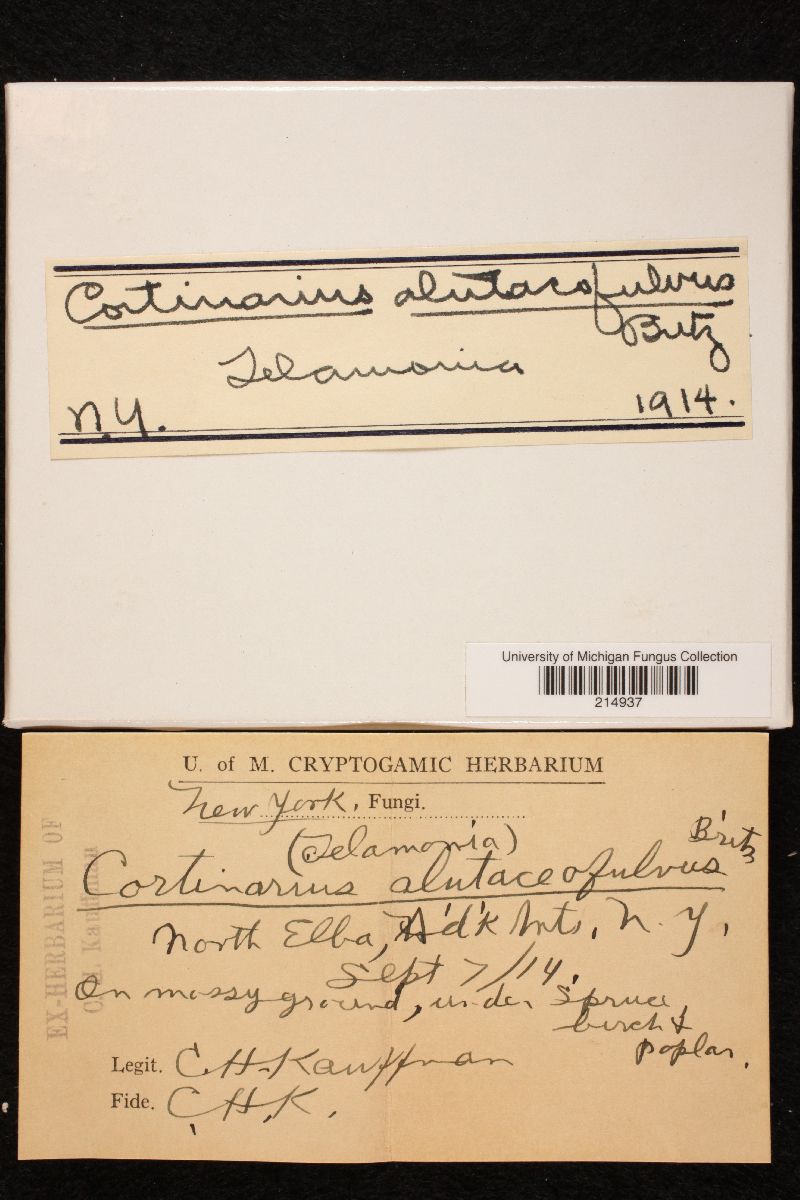 Cortinarius alutaceofulvus
Britz
Telamonia
N.Y. 1914.
University of Michigan Fungus Collection
214937
U. of M. CRYPTOGAMIC HERBARIUM
New York, Fungi.
(Telamonia) Britz
Cortinarius alutaceofulvus
North Elba, Ad'k Mts, N. Y,
Sept 7/14.
On mossy ground, under Spruce,
birch &
poplar.
Legit. C.H. Kauffman
Fide. C.H.K.
EX-HERBARIUM OF
C. H. Kauffman